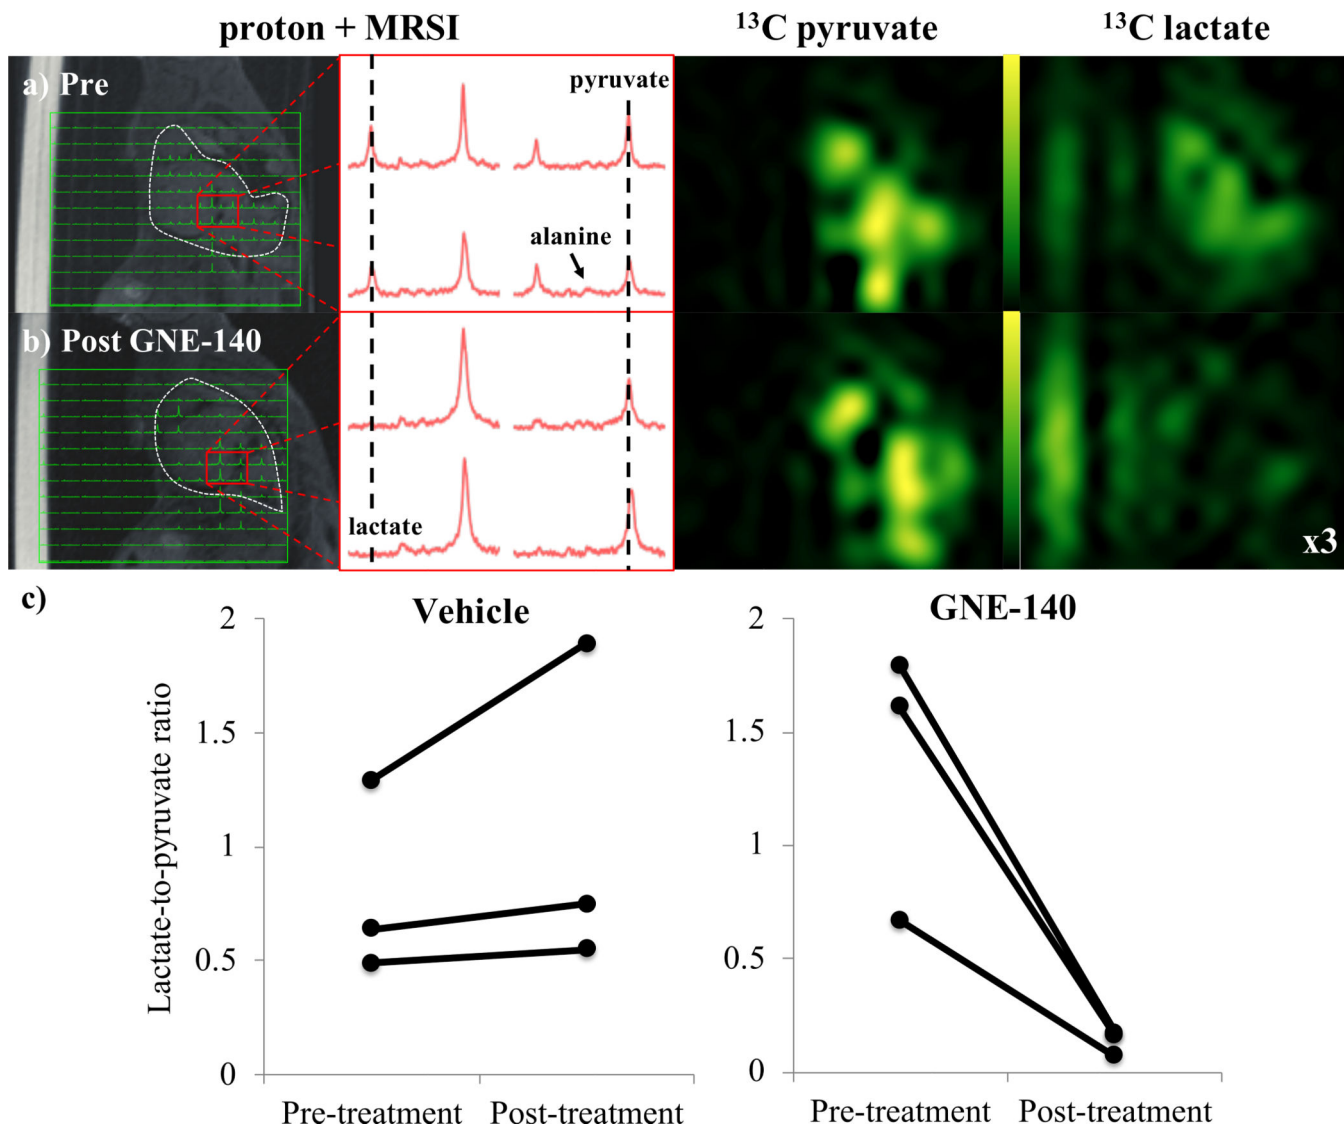 proton + MRSI
¹³C pyruvate
¹³C lactate
a) Pre
pyruvate
alanine
b) Post GNE-140
lactate
x3
c)
Vehicle
GNE-140
Lactate-to-pyruvate ratio
2
1.5
1
0.5
0
Pre-treatment
Post-treatment
2
1.5
1
0.5
0
Pre-treatment
Post-treatment